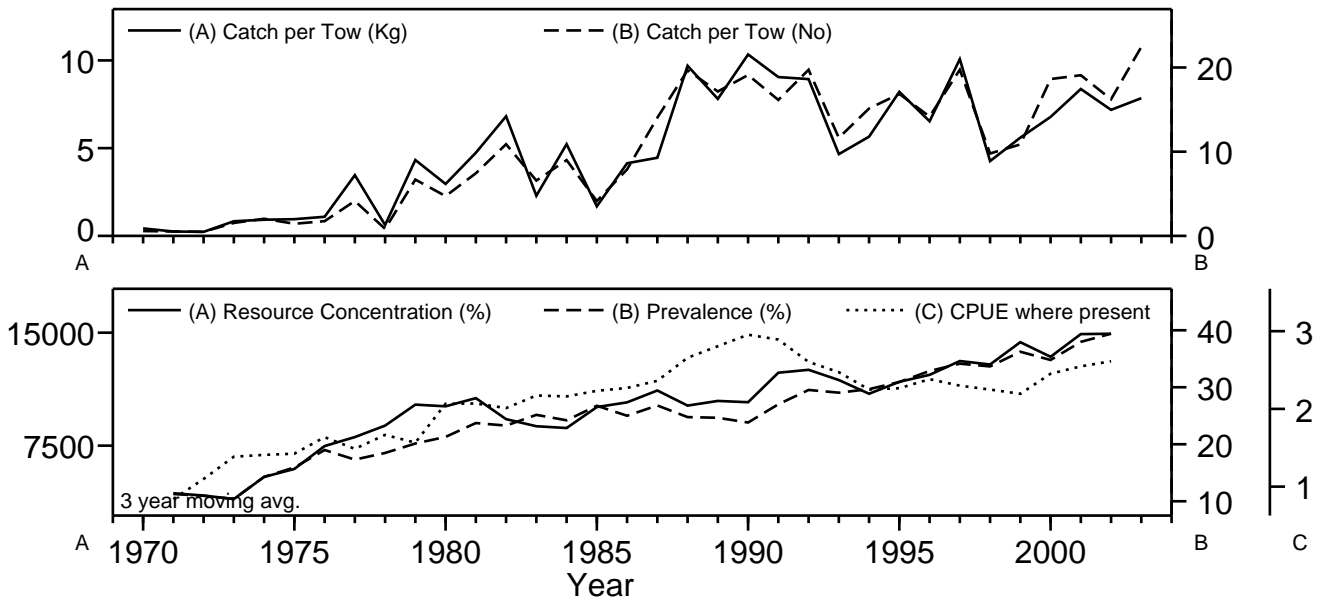 (A) Catch per Tow (Kg) (B) Catch per Tow (No)
10
5
0
20
10
0
A B
(A) Resource Concentration (%) (B) Prevalence (%) (C) CPUE where present
15000
7500
40
30
20
10
3
2
1
3 year moving avg.
A 1970 1975 1980 1985 1990 1995 2000 B C
Year